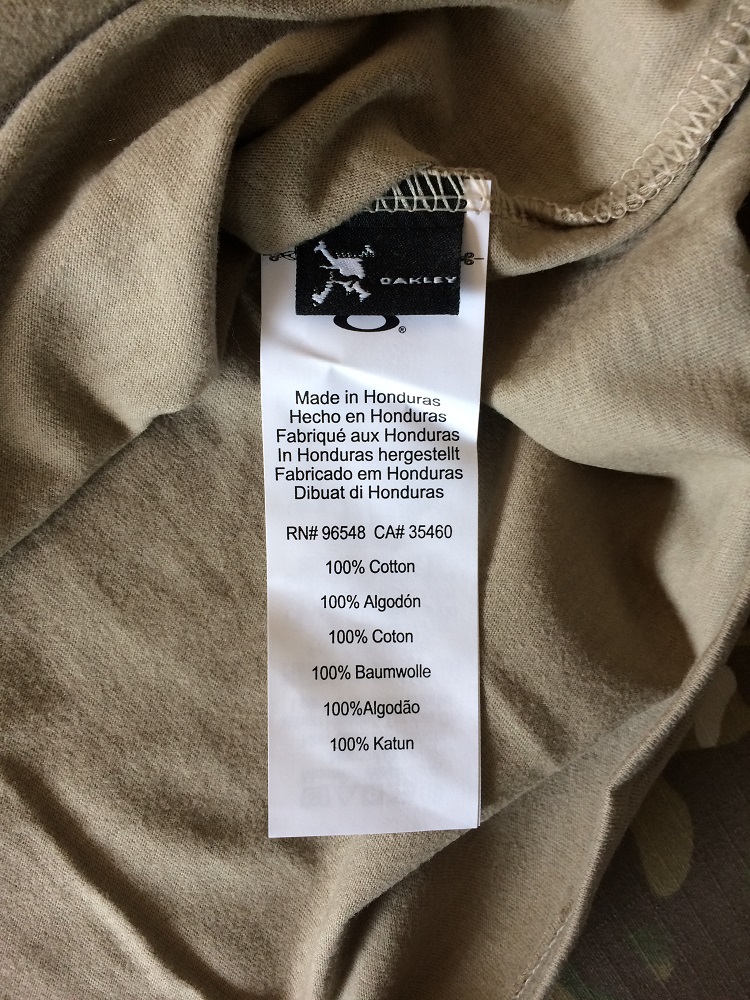 OAKLEY
®
Made in Honduras
Hecho en Honduras
Fabriqué aux Honduras
In Honduras hergestellt
Fabricado em Honduras
Dibuat di Honduras
RN# 96548 CA# 35460
100% Cotton
100% Algodón
100% Coton
100% Baumwolle
100%Algodão
100% Katun